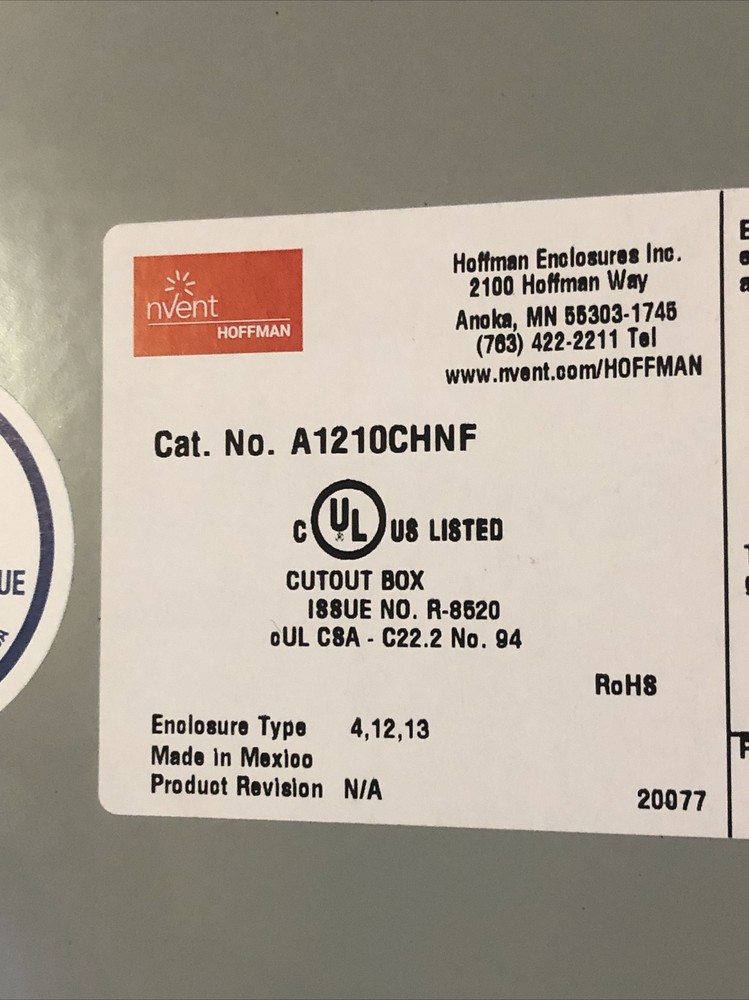 nVent
HOFFMAN
Hoffman Enclosures Inc.
2100 Hoffman Way
Anoka, MN 55303-1745
(763) 422-2211 Tel
www.nvent.com/HOFFMAN
Cat. No. A1210CHNF
C UL US LISTED
CUTOUT BOX
ISSUE NO. R-8520
cUL CSA - C22.2 No. 94
RoHS
Enclosure Type 4,12,13
Made in Mexico
Product Revision N/A
20077
UE